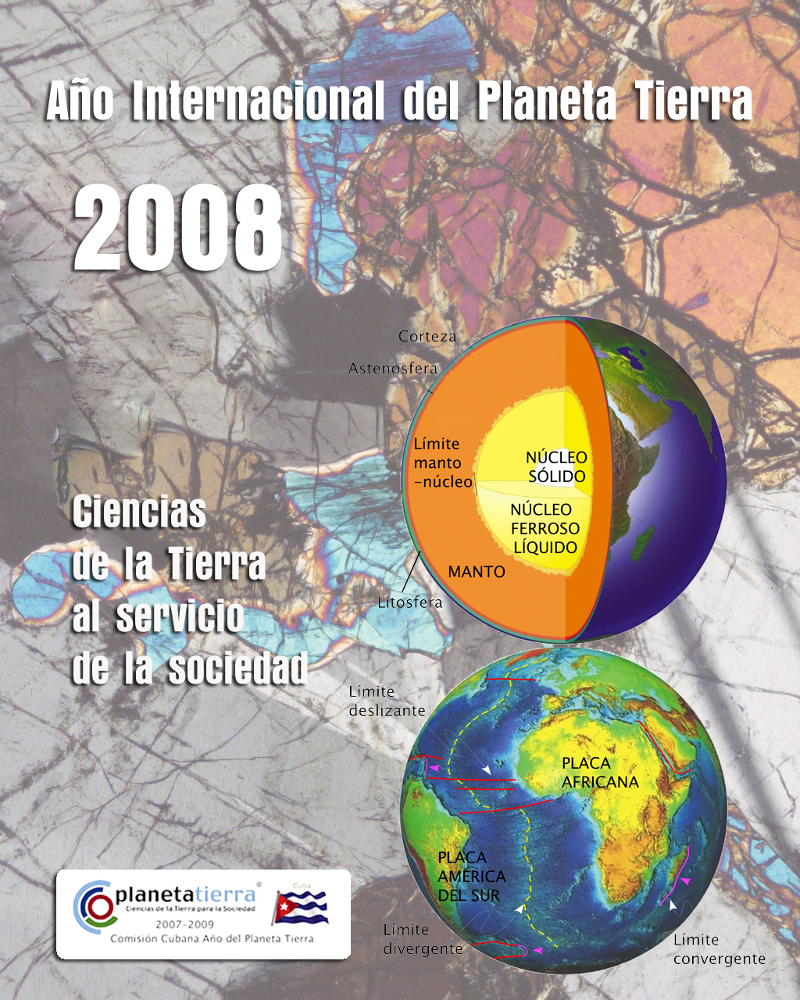 Año Internacional del Planeta Tierra
2008
Corteza
Astenosfera
Límite
manto
-núcleo
NÚCLEO
SÓLIDO
NÚCLEO
FERROSO
LÍQUIDO
MANTO
Litosfera
Ciencias
de la Tierra
al servicio
de la sociedad
Límite
deslizante
PLACA
AFRICANA
PLACA
AMÉRICA
DEL SUR
Límite
divergente
Límite
convergente
planetatierra®
Ciencias de la Tierra para la Sociedad
2007-2009
Comisión Cubana Año del Planeta Tierra
Cuba